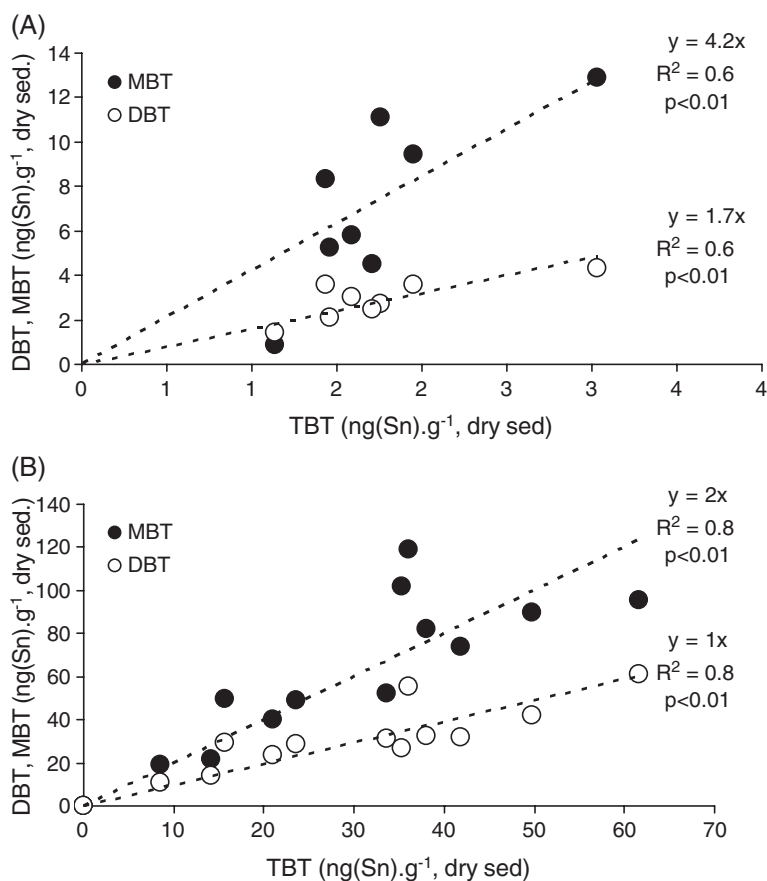 (A)
y = 4.2x
R² = 0.6
p<0.01
MBT
DBT
y = 1.7x
R² = 0.6
p<0.01
DBT, MBT (ng(Sn).g⁻¹, dry sed.)
14
12
10
8
6
4
2
0
0 1 1 2 2 3 3 4 4
TBT (ng(Sn).g⁻¹, dry sed)
(B)
y = 2x
R² = 0.8
p<0.01
MBT
DBT
y = 1x
R² = 0.8
p<0.01
DBT, MBT (ng(Sn).g⁻¹, dry sed.)
140
120
100
80
60
40
20
0
0 10 20 30 40 50 60 70
TBT (ng(Sn).g⁻¹, dry sed)